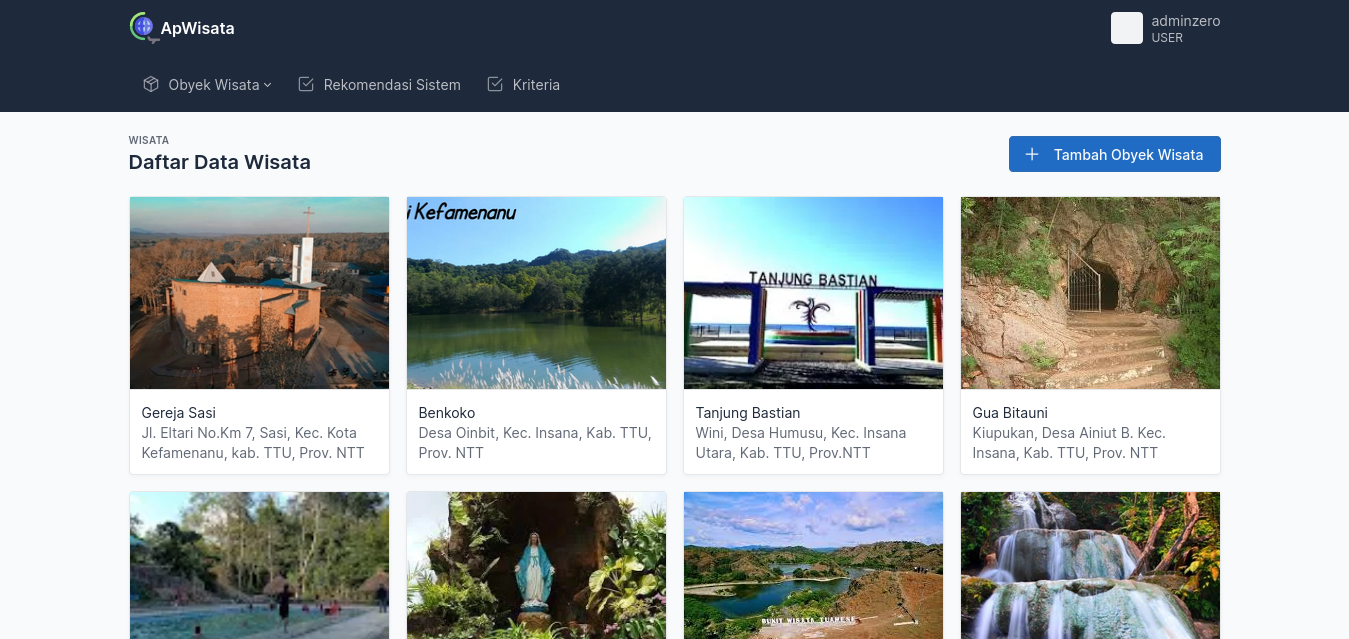 ApWisata
adminzero
USER
Obyek Wisata
Rekomendasi Sistem
Kriteria
WISATA
Daftar Data Wisata
Tambah Obyek Wisata
i Kefamenanu
TANJUNG BASTIAN
Gereja Sasi
Jl. Eltari No.Km 7, Sasi, Kec. Kota
Kefamenanu, kab. TTU, Prov. NTT
Benkoko
Desa Oinbit, Kec. Insana, Kab. TTU,
Prov. NTT
Tanjung Bastian
Wini, Desa Humusu, Kec. Insana
Utara, Kab. TTU, Prov.NTT
Gua Bitauni
Kiupukan, Desa Ainiut B. Kec.
Insana, Kab. TTU, Prov. NTT
BUKIT WISATA TUAMESE